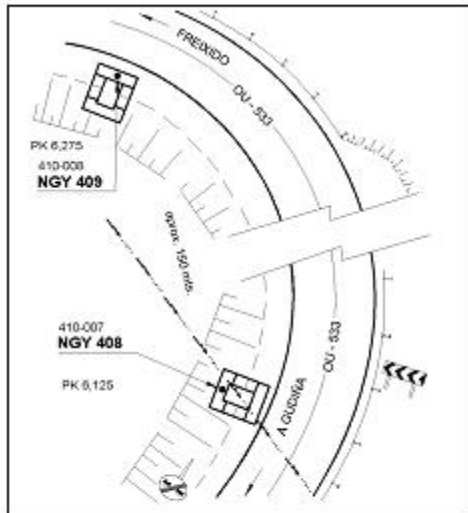 FREIXIDO
OU - 533
PK 6,275
410-008
NGY 409
aprox. 150 mts.
410-007
NGY 408
PK 6,125
A GUDIÑA
OU - 533